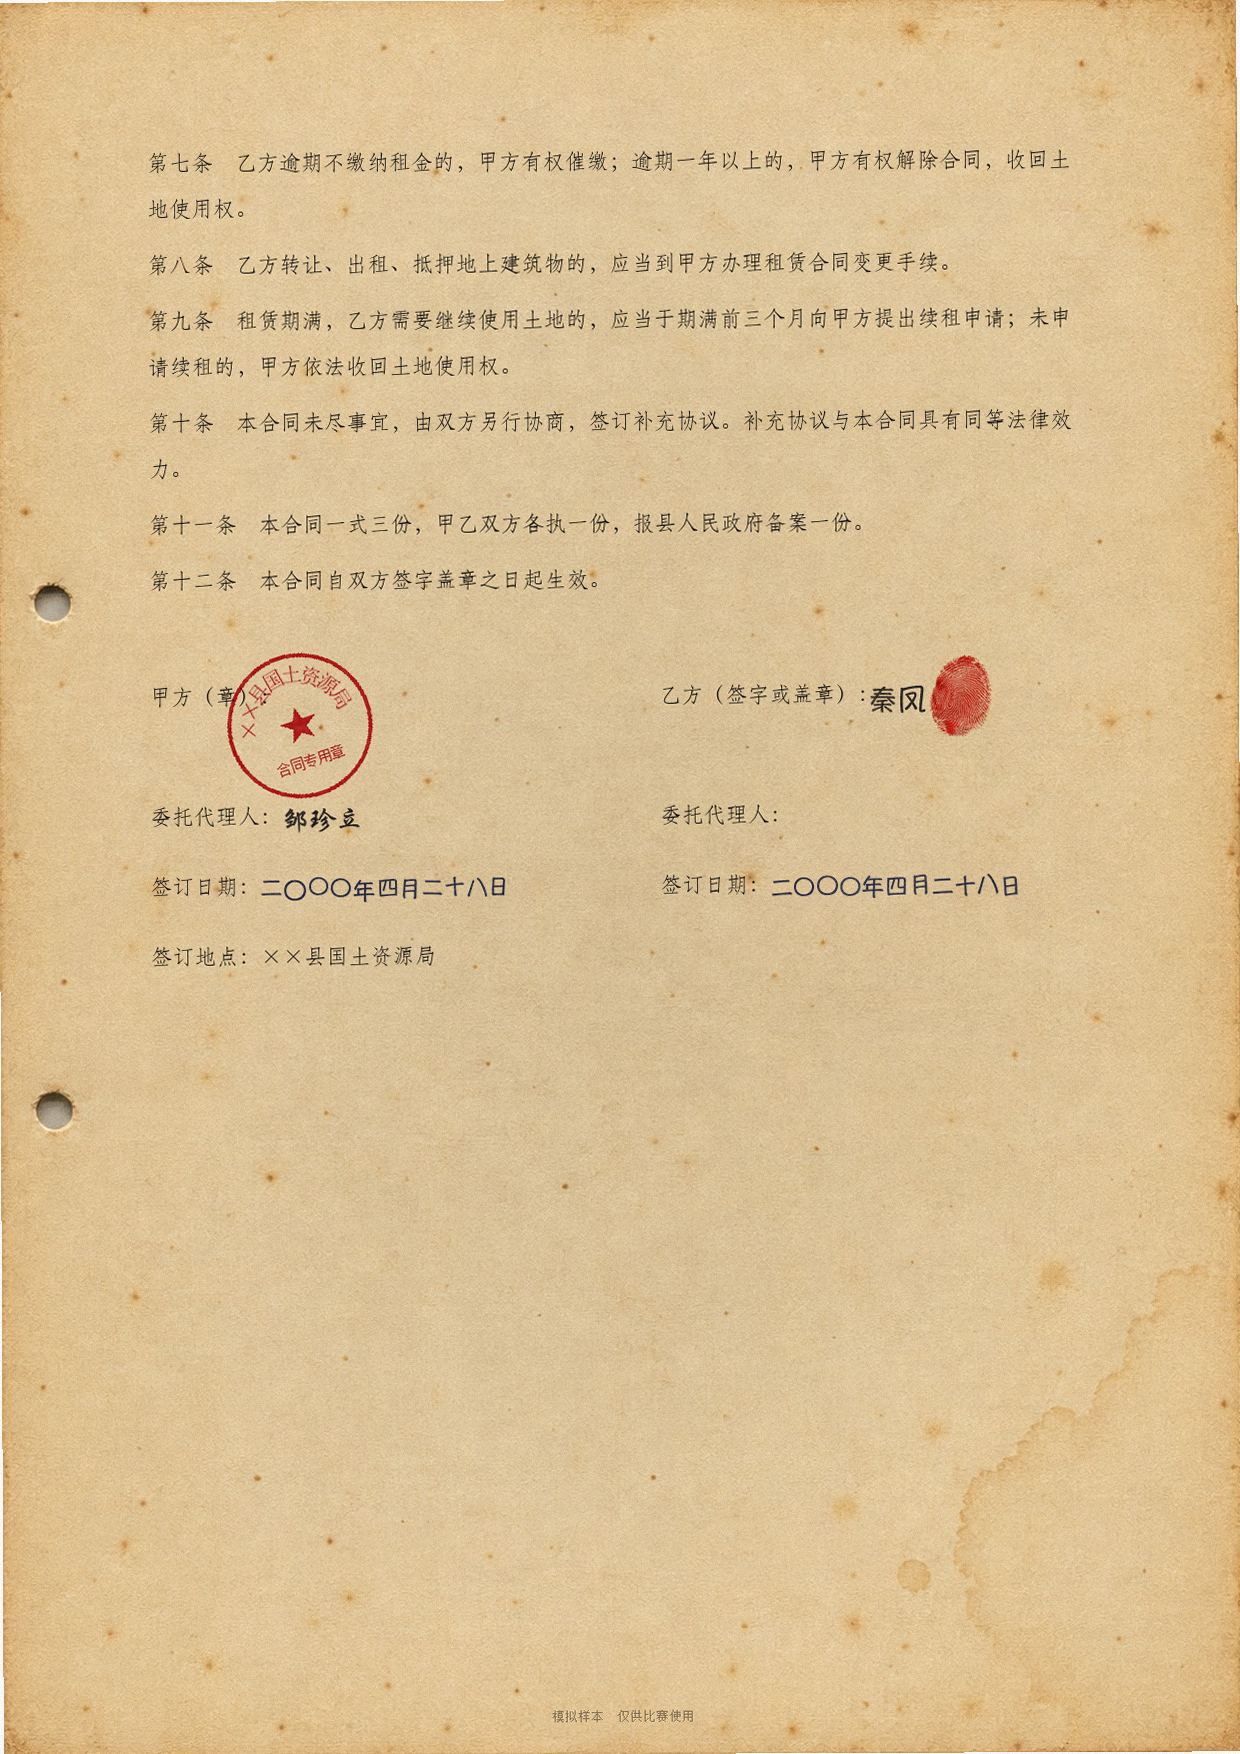 第七条　乙方逾期不缴纳租金的，甲方有权催缴；逾期一年以上的，甲方有权解除合同，收回土
地使用权。
第八条　乙方转让、出租、抵押地上建筑物的，应当到甲方办理租赁合同变更手续。
第九条　租赁期满，乙方需要继续使用土地的，应当于期满前三个月向甲方提出续租申请；未申
请续租的，甲方依法收回土地使用权。
第十条　本合同未尽事宜，由双方另行协商，签订补充协议。补充协议与本合同具有同等法律效
力。
第十一条　本合同一式三份，甲乙双方各执一份，报县人民政府备案一份。
第十二条　本合同自双方签字盖章之日起生效。
甲方（章）：
××县国土资源局
合同专用章
乙方（签字或盖章）：秦凤
委托代理人：邹珍立
委托代理人：
签订日期：二〇〇〇年四月二十八日
签订日期：二〇〇〇年四月二十八日
签订地点：××县国土资源局
模拟样本　仅供比赛使用